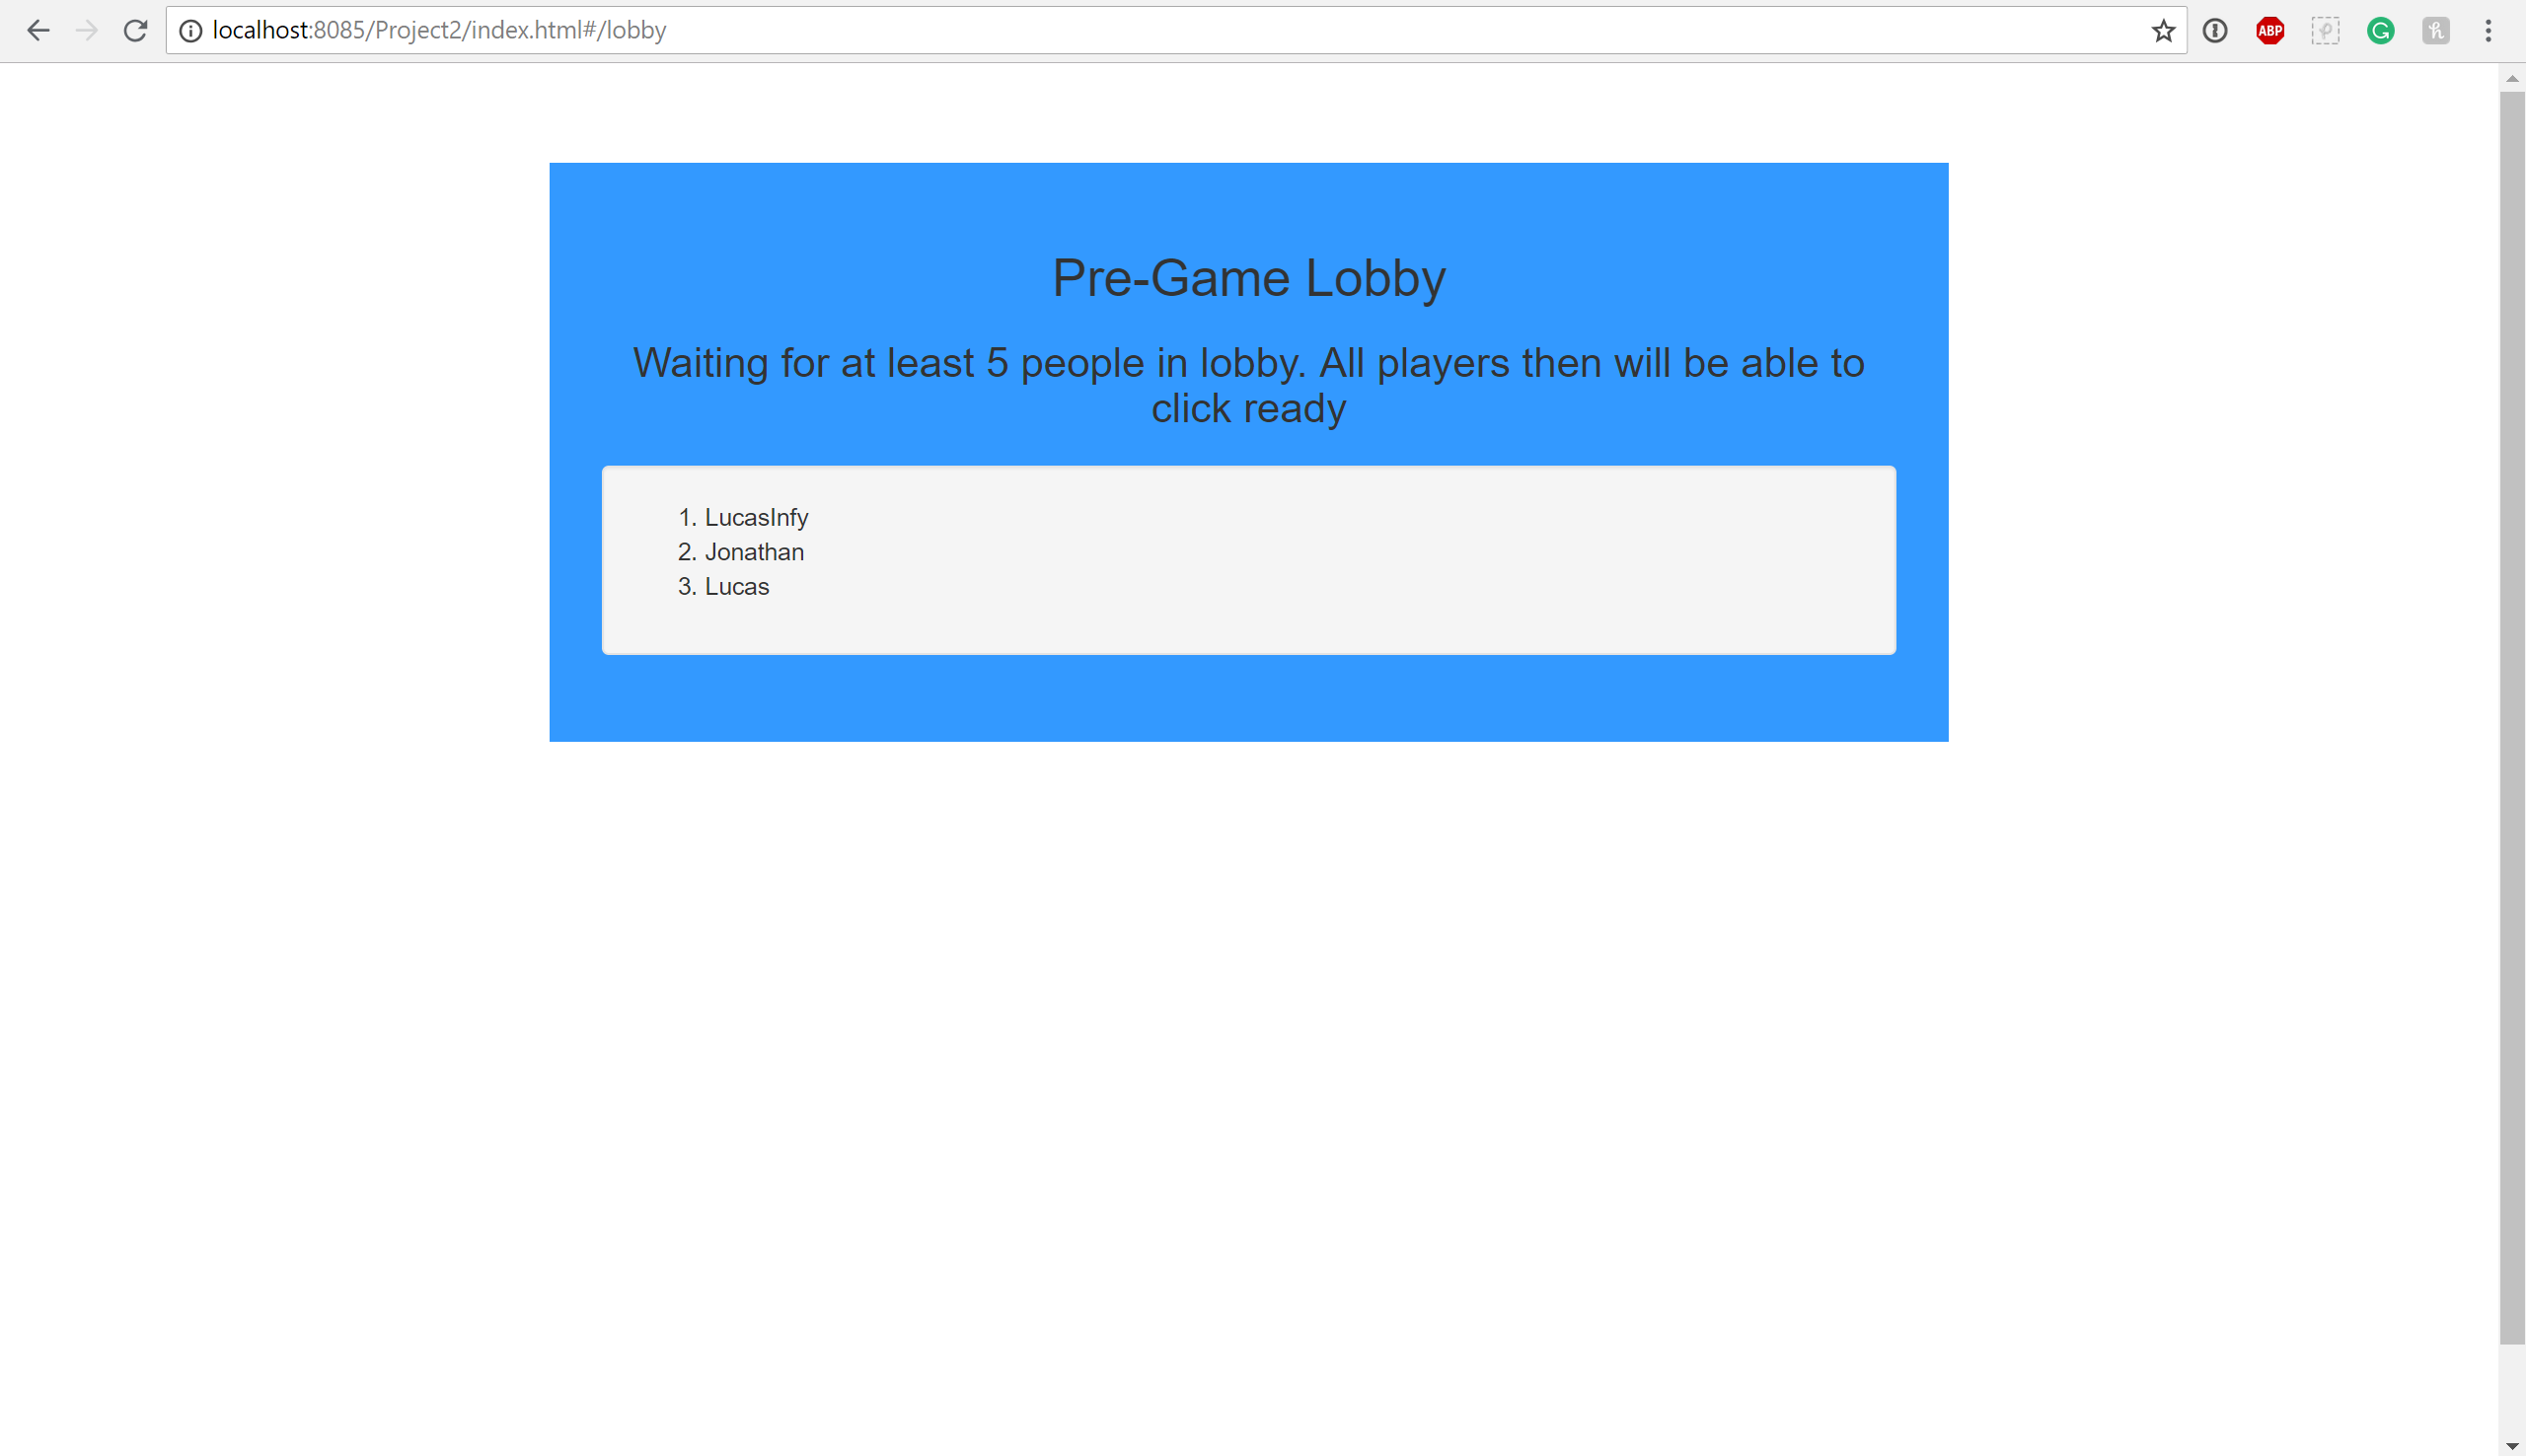 localhost:8085/Project2/index.html#/lobby
ABP
Pre-Game Lobby
Waiting for at least 5 people in lobby. All players then will be able to
click ready
1. LucasInfy
2. Jonathan
3. Lucas